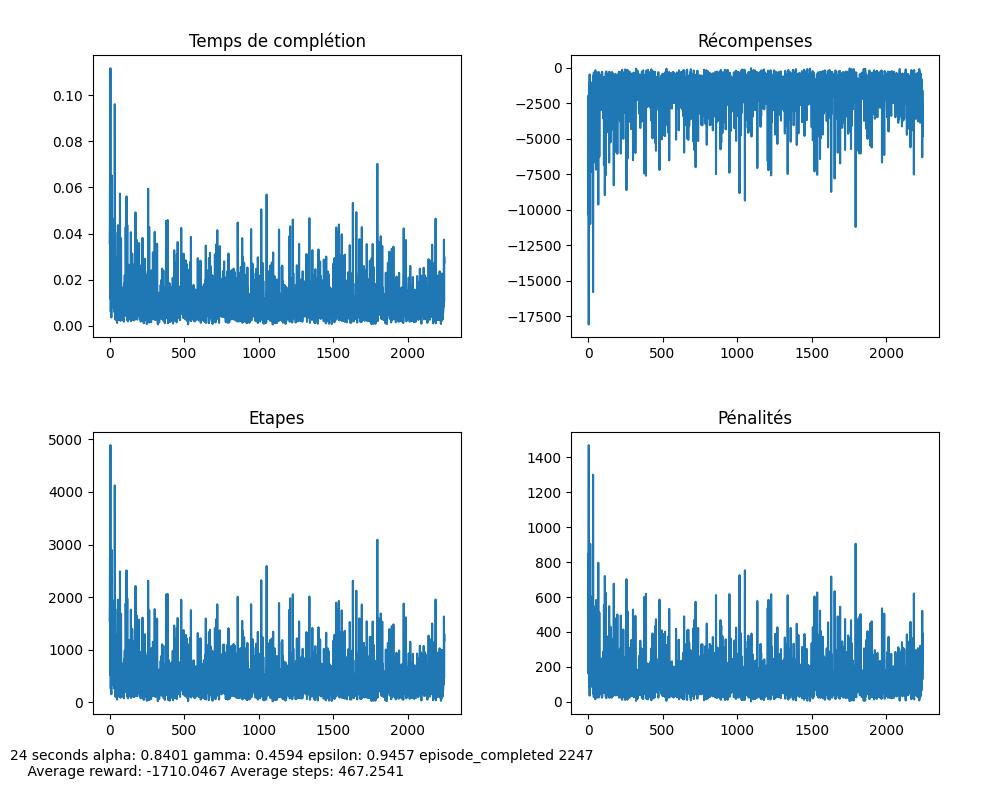 Temps de complétion
Récompenses
0.10
0.08
0.06
0.04
0.02
0.00
0 500 1000 1500 2000
0
−2500
−5000
−7500
−10000
−12500
−15000
−17500
0 500 1000 1500 2000
Etapes
Pénalités
5000
4000
3000
2000
1000
0
0 500 1000 1500 2000
1400
1200
1000
800
600
400
200
0
0 500 1000 1500 2000
24 seconds alpha: 0.8401 gamma: 0.4594 epsilon: 0.9457 episode_completed 2247
Average reward: -1710.0467 Average steps: 467.2541